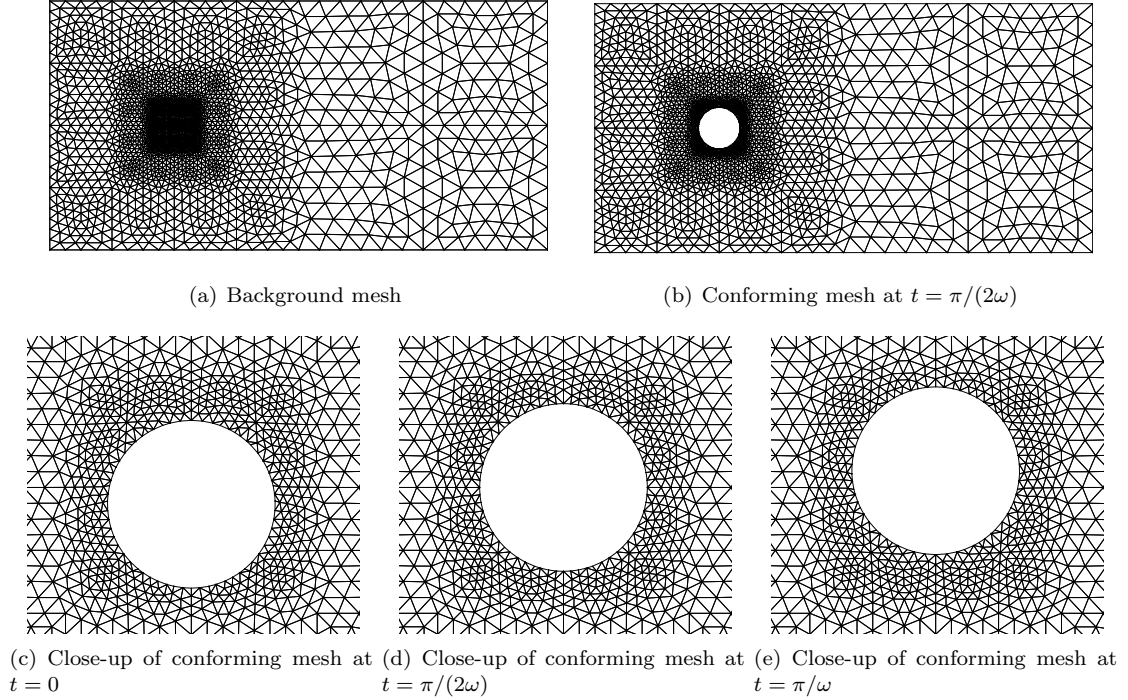 (a) Background mesh
(b) Conforming mesh at t = π/(2ω)
(c) Close-up of conforming mesh at
t = 0
(d) Close-up of conforming mesh at
t = π/(2ω)
(e) Close-up of conforming mesh at
t = π/ω